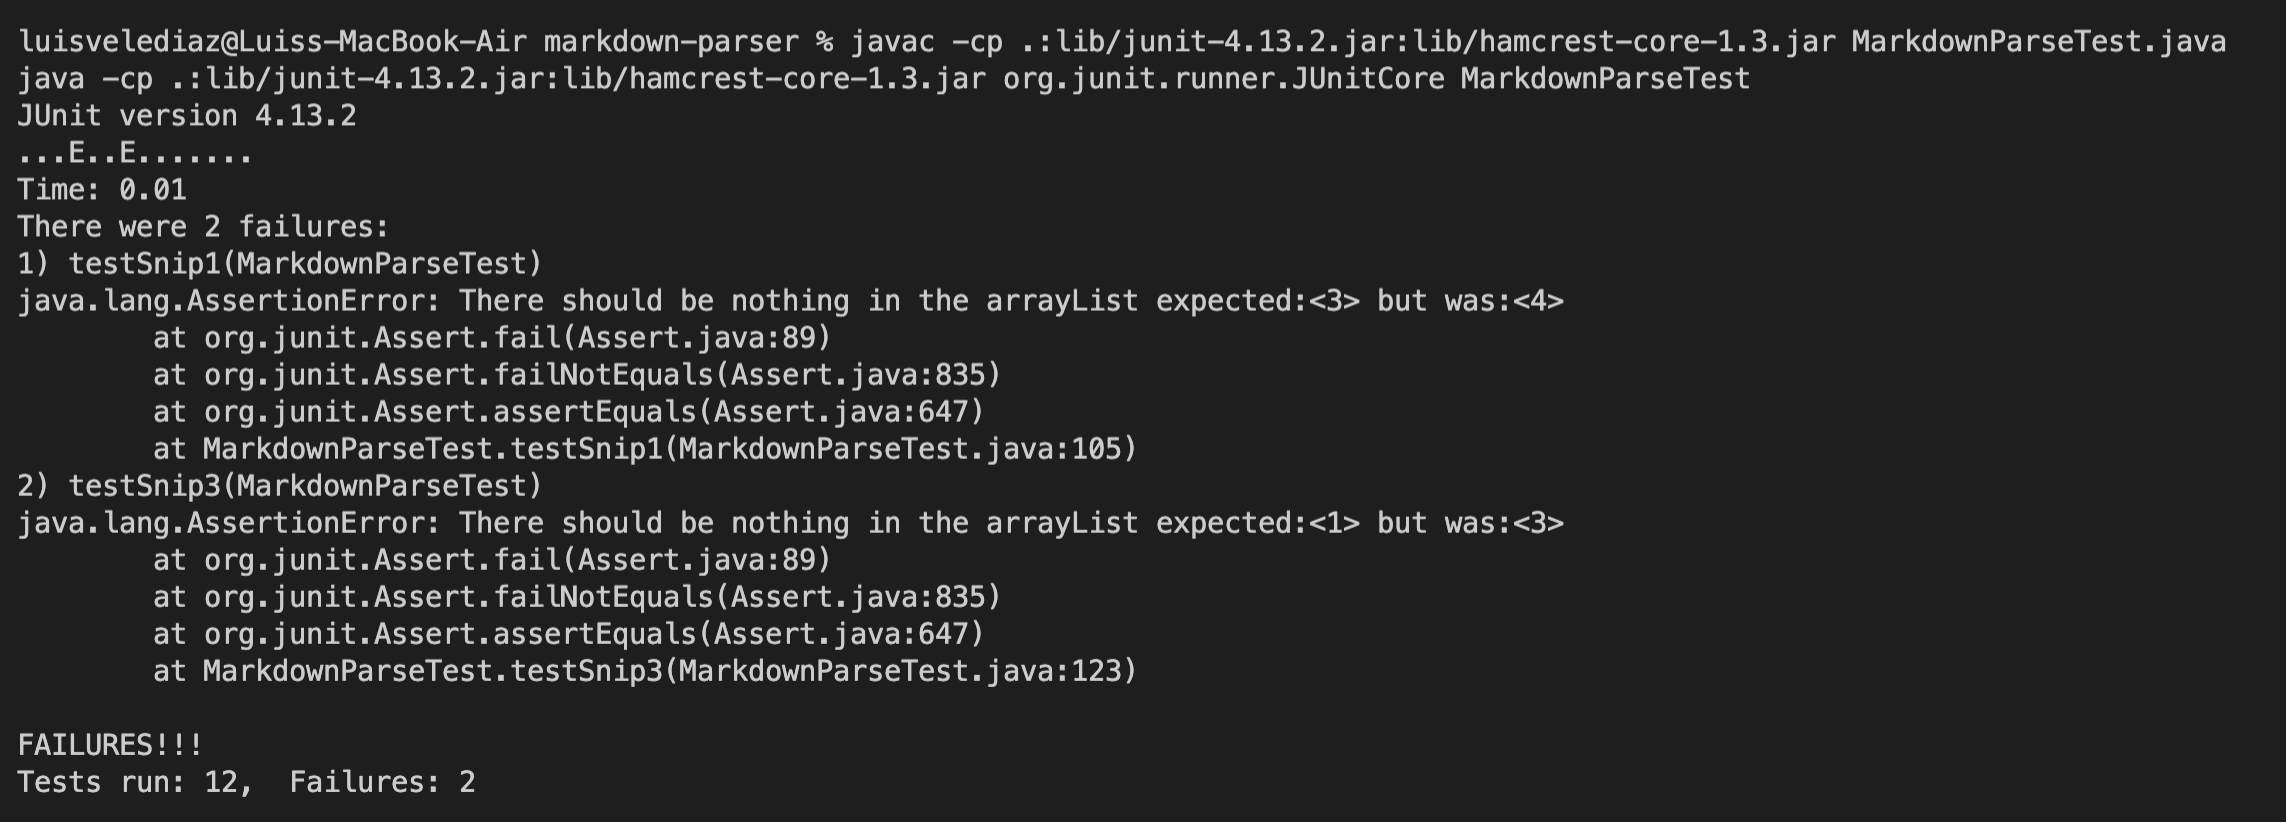 luisvelediaz@Luiss-MacBook-Air markdown-parser % javac -cp .:lib/junit-4.13.2.jar:lib/hamcrest-core-1.3.jar MarkdownParseTest.java
java -cp .:lib/junit-4.13.2.jar:lib/hamcrest-core-1.3.jar org.junit.runner.JUnitCore MarkdownParseTest
JUnit version 4.13.2
...E..E.......
Time: 0.01
There were 2 failures:
1) testSnip1(MarkdownParseTest)
java.lang.AssertionError: There should be nothing in the arrayList expected:<3> but was:<4>
        at org.junit.Assert.fail(Assert.java:89)
        at org.junit.Assert.failNotEquals(Assert.java:835)
        at org.junit.Assert.assertEquals(Assert.java:647)
        at MarkdownParseTest.testSnip1(MarkdownParseTest.java:105)
2) testSnip3(MarkdownParseTest)
java.lang.AssertionError: There should be nothing in the arrayList expected:<1> but was:<3>
        at org.junit.Assert.fail(Assert.java:89)
        at org.junit.Assert.failNotEquals(Assert.java:835)
        at org.junit.Assert.assertEquals(Assert.java:647)
        at MarkdownParseTest.testSnip3(MarkdownParseTest.java:123)

FAILURES!!!
Tests run: 12,  Failures: 2